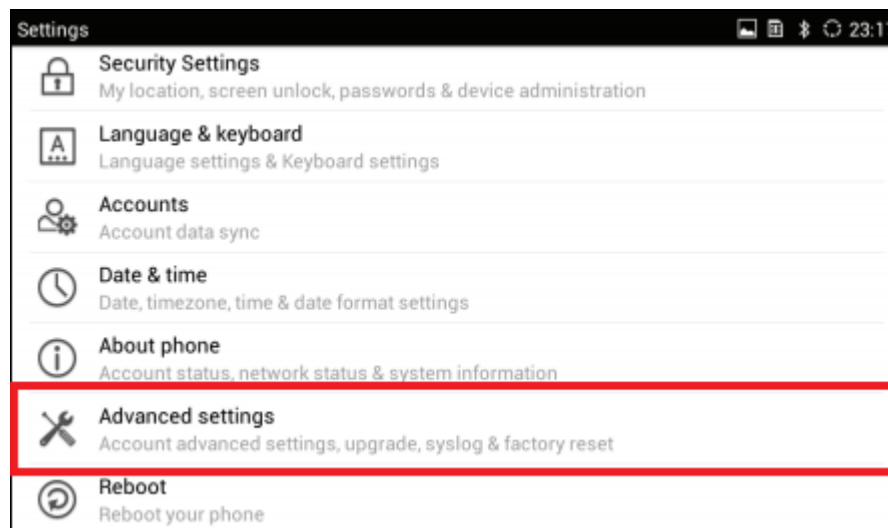 Settings
23:1
Security Settings
My location, screen unlock, passwords & device administration
Language & keyboard
Language settings & Keyboard settings
Accounts
Account data sync
Date & time
Date, timezone, time & date format settings
About phone
Account status, network status & system information
Advanced settings
Account advanced settings, upgrade, syslog & factory reset
Reboot
Reboot your phone